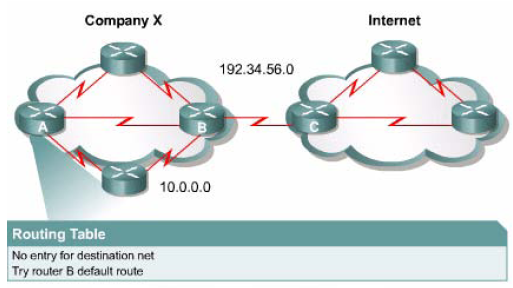 Company X
Internet
192.34.56.0
A
B
C
10.0.0.0
Routing Table
No entry for destination net
Try router B default route